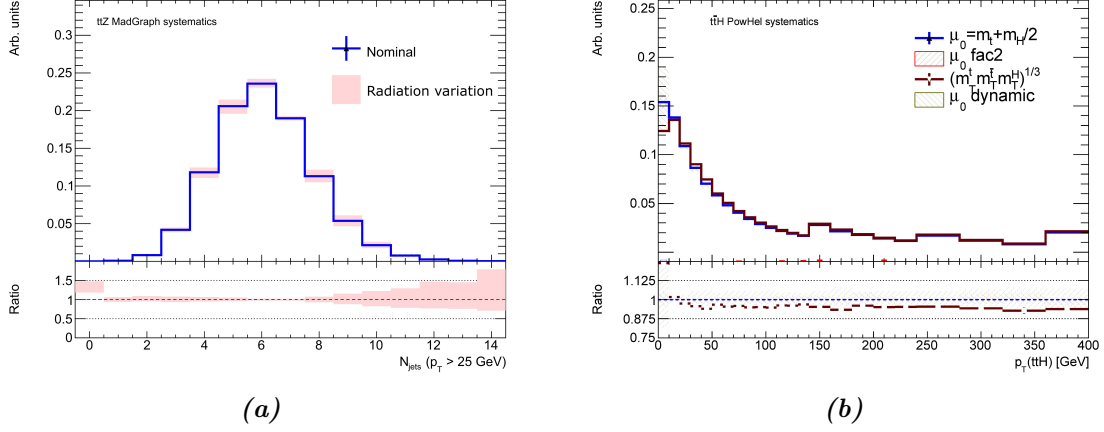 ttZ MadGraph systematics
Arb. units
0.3
0.25
0.2
0.15
0.1
0.05
Nominal
Radiation variation
Ratio
1.5
1
0.5
0
0 2 4 6 8 10 12 14
N_jets (p_T > 25 GeV)
(a)
tt̄H PowHel systematics
Arb. units
0.25
0.2
0.15
0.1
0.05
μ_0=m_t+m_H/2
μ_0 fac2
(m_T^t m_T^t̄ m_T^H)^1/3
μ_0 dynamic
Ratio
1.125
1
0.875
0.75
0 50 100 150 200 250 300 350 400
p_T(ttH) [GeV]
(b)